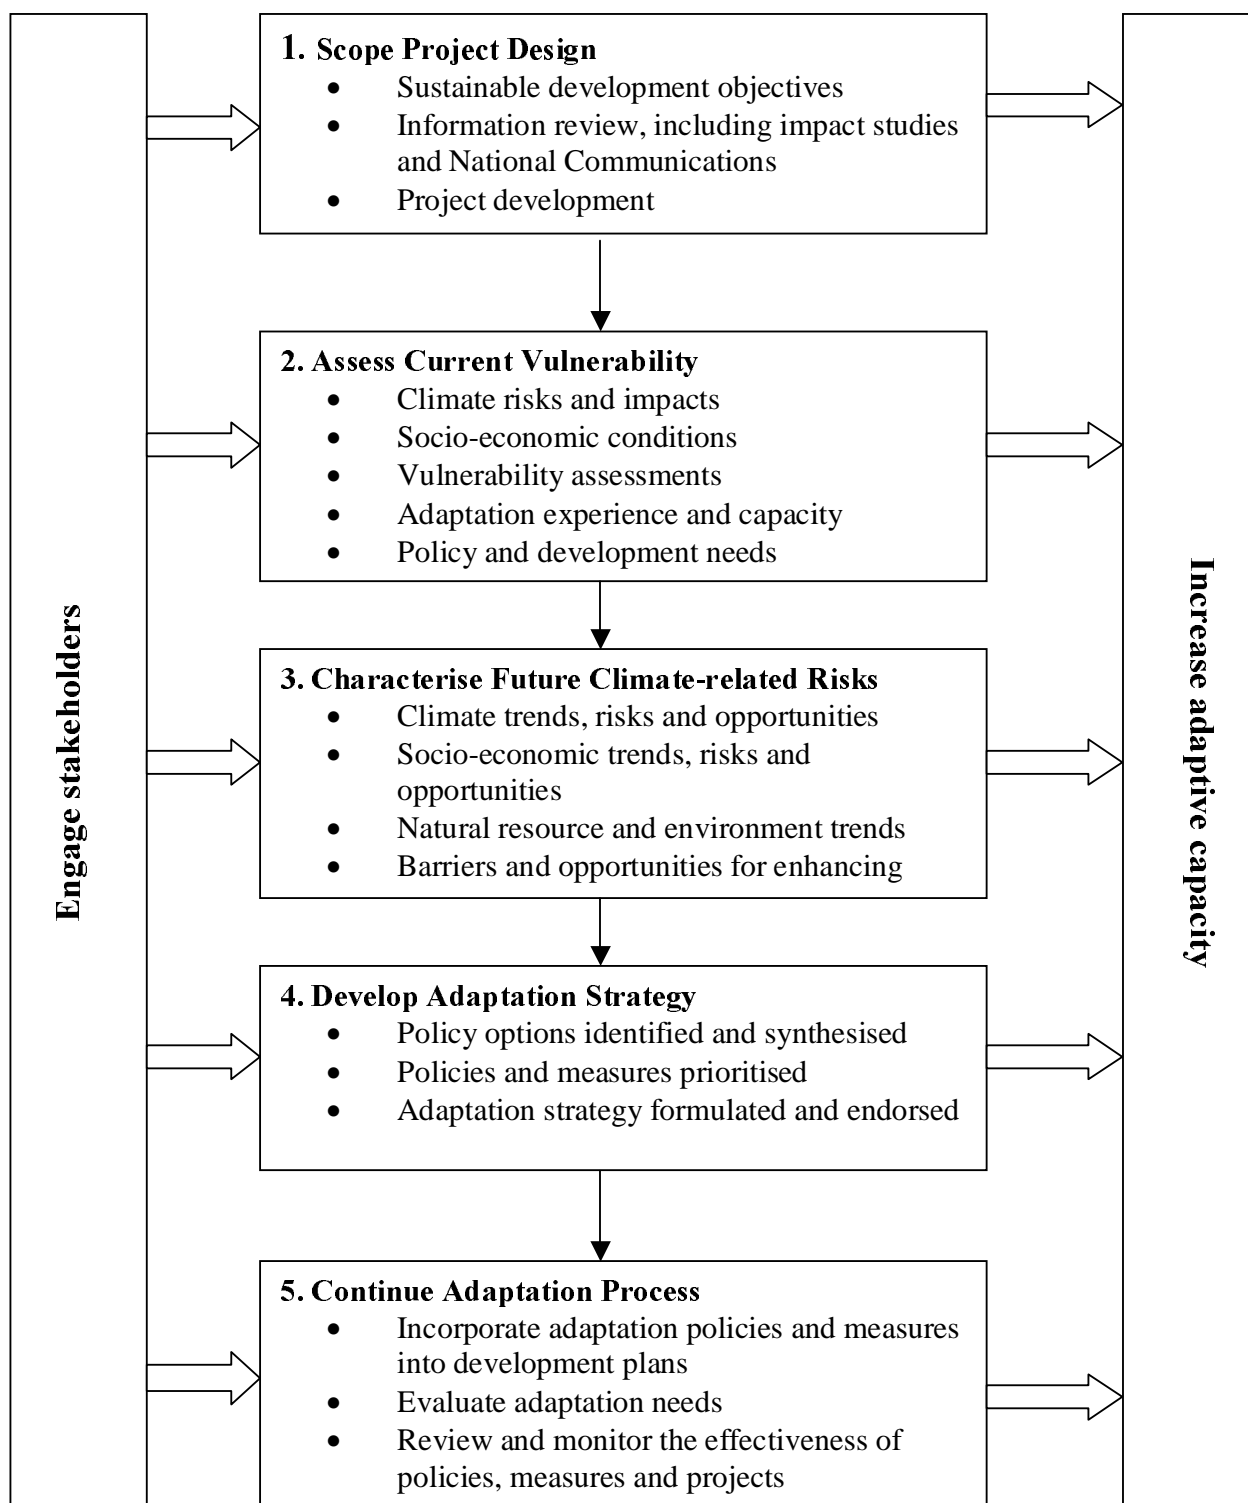 Engage stakeholders
1. Scope Project Design
• Sustainable development objectives
• Information review, including impact studies
and National Communications
• Project development
2. Assess Current Vulnerability
• Climate risks and impacts
• Socio-economic conditions
• Vulnerability assessments
• Adaptation experience and capacity
• Policy and development needs
3. Characterise Future Climate-related Risks
• Climate trends, risks and opportunities
• Socio-economic trends, risks and
opportunities
• Natural resource and environment trends
• Barriers and opportunities for enhancing
4. Develop Adaptation Strategy
• Policy options identified and synthesised
• Policies and measures prioritised
• Adaptation strategy formulated and endorsed
5. Continue Adaptation Process
• Incorporate adaptation policies and measures
into development plans
• Evaluate adaptation needs
• Review and monitor the effectiveness of
policies, measures and projects
Increase adaptive capacity